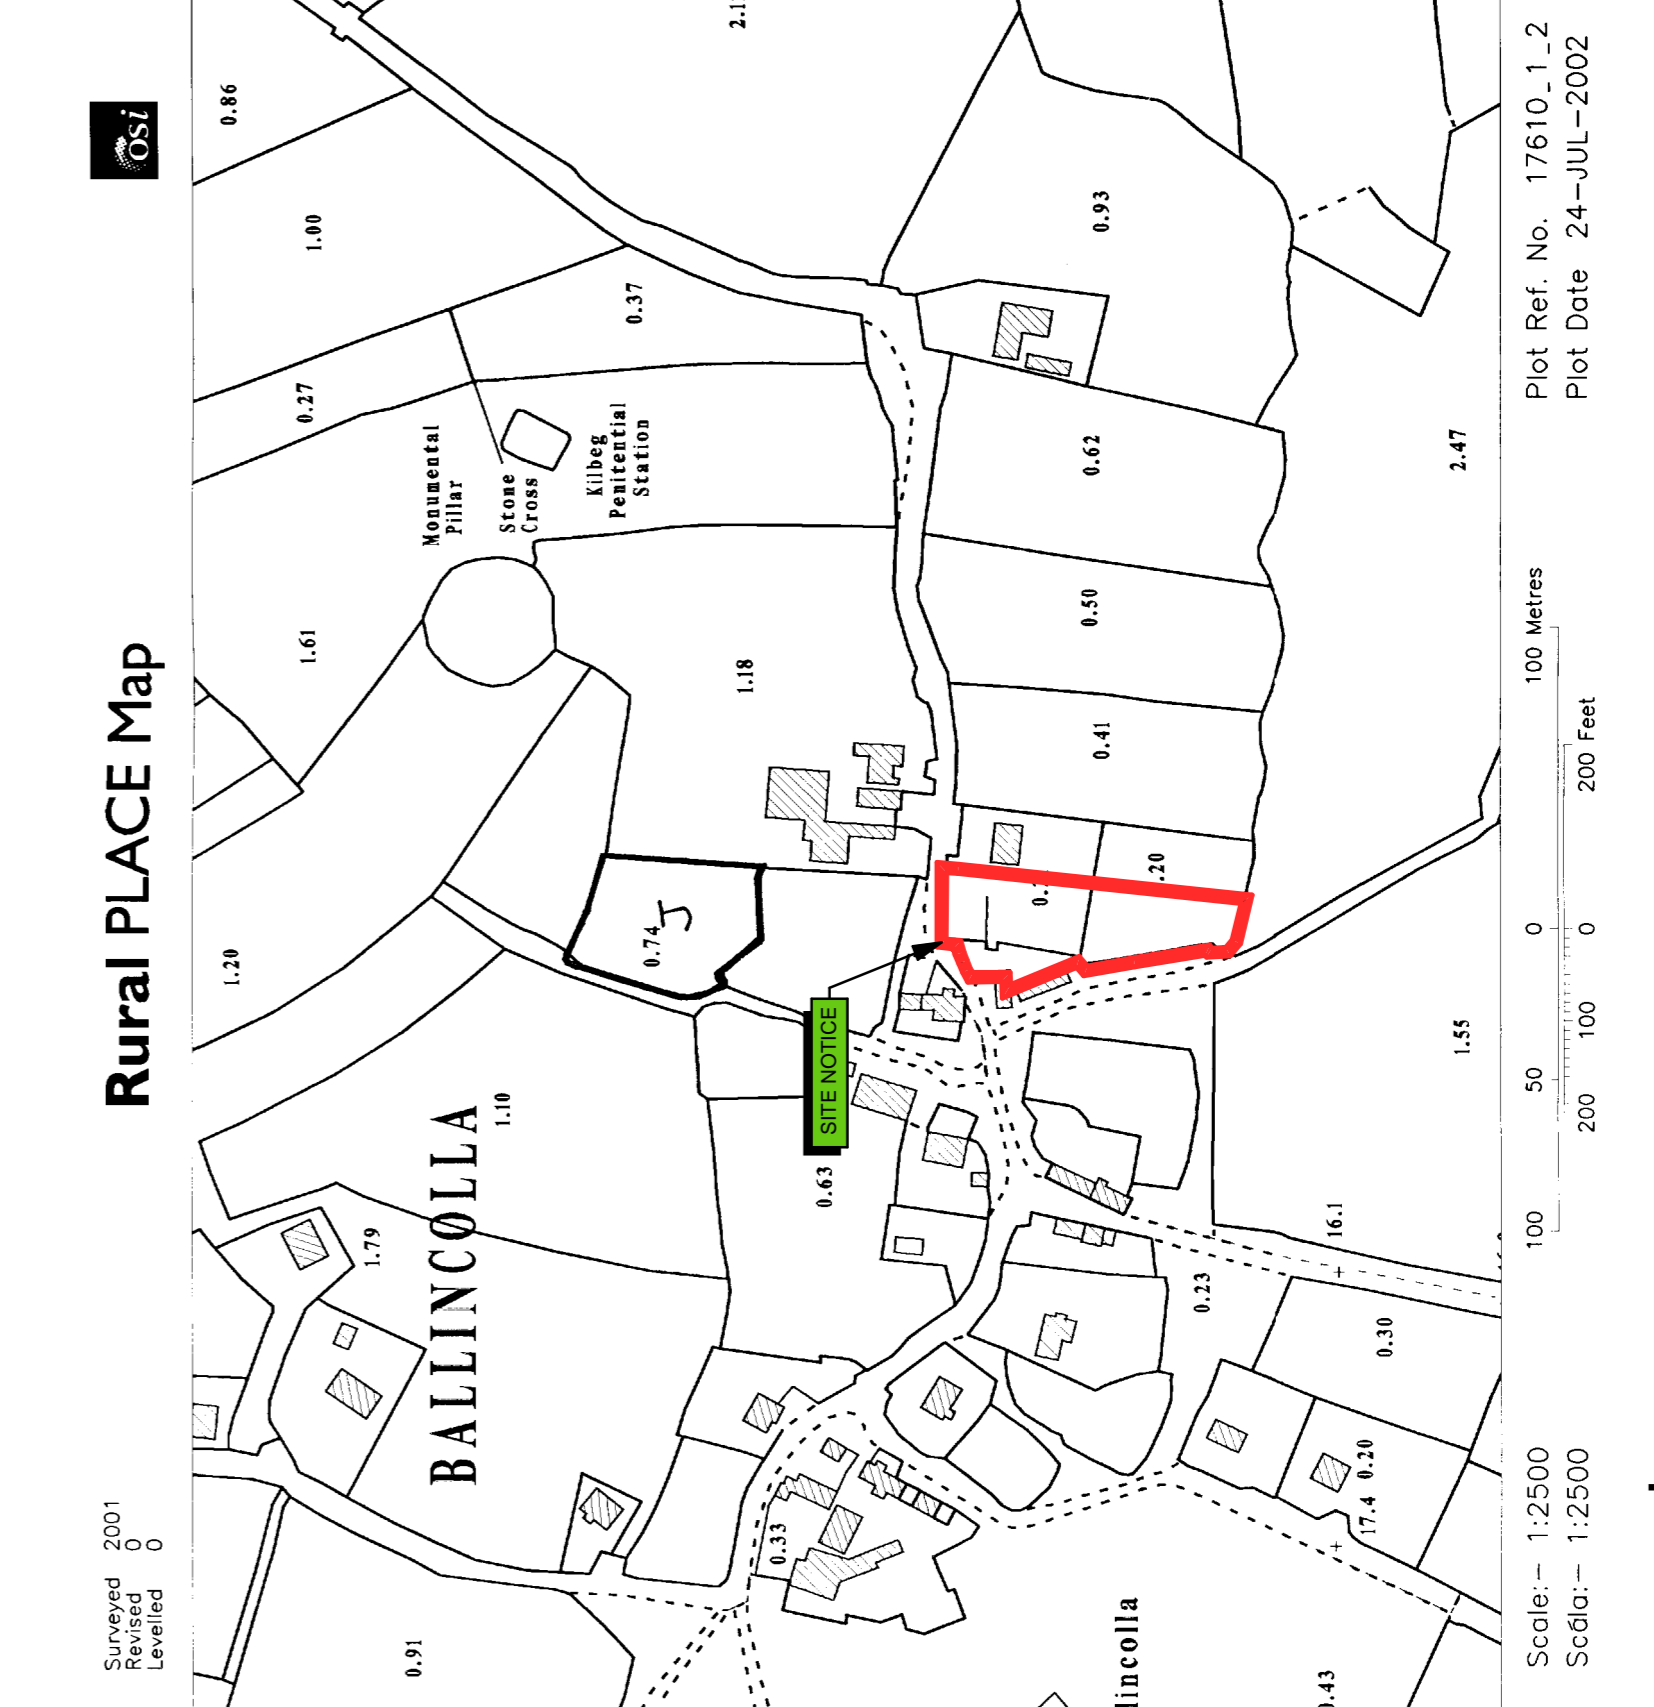 Rural PLACE Map
osi
Surveyed 2001
Revised 0
Levelled 0
0.86
1.00
0.27
0.37
1.61
1.20
Monumental
Pillar
Stone
Cross
Kilbeg
Penitential
Station
0.93
0.62
0.50
0.41
1.18
2.47
0.74
J
.20
SITE NOTICE
BALLINCOLLA
1.10
1.79
0.63
1.55
16.1
0.23
0.30
0.20
17.4
0.33
0.91
lincolla
Scale:- 1:2500
Scála:- 1:2500
100 50 0 100 Metres
200 100 0 200 Feet
Plot Ref. No. 17610_1_2
Plot Date 24-JUL-2002